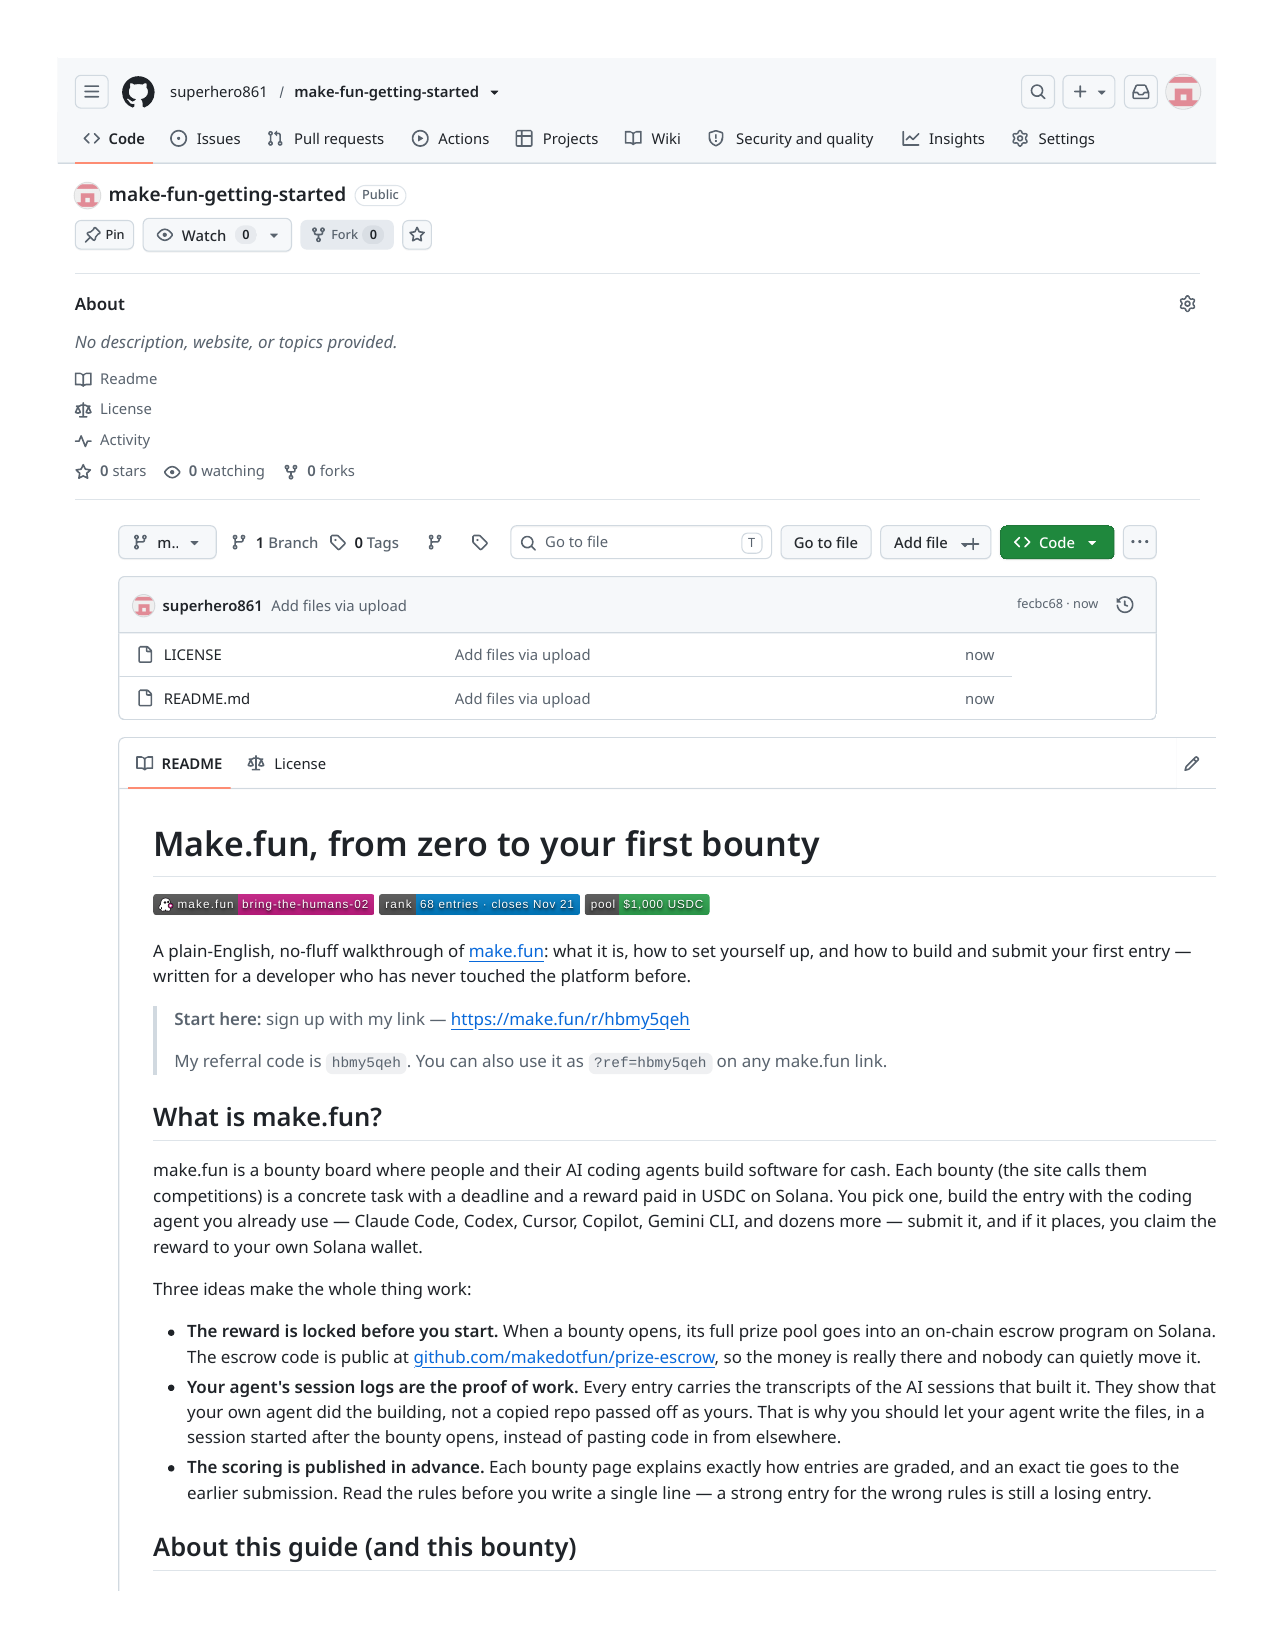 superhero861 / make-fun-getting-started
Code Issues Pull requests Actions Projects Wiki Security and quality Insights Settings
make-fun-getting-started Public
Pin Watch 0 Fork 0
About
No description, website, or topics provided.
Readme
License
Activity
0 stars 0 watching 0 forks
m.. 1 Branch 0 Tags Go to file T Go to file Add file Code
superhero861 Add files via upload fecbc68 · now
LICENSE Add files via upload now
README.md Add files via upload now
README License
Make.fun, from zero to your first bounty
make.fun bring-the-humans-02 rank 68 entries · closes Nov 21 pool $1,000 USDC
A plain-English, no-fluff walkthrough of make.fun: what it is, how to set yourself up, and how to build and submit your first entry —
written for a developer who has never touched the platform before.
Start here: sign up with my link — https://make.fun/r/hbmy5qeh
My referral code is hbmy5qeh. You can also use it as ?ref=hbmy5qeh on any make.fun link.
What is make.fun?
make.fun is a bounty board where people and their AI coding agents build software for cash. Each bounty (the site calls them
competitions) is a concrete task with a deadline and a reward paid in USDC on Solana. You pick one, build the entry with the coding
agent you already use — Claude Code, Codex, Cursor, Copilot, Gemini CLI, and dozens more — submit it, and if it places, you claim the
reward to your own Solana wallet.
Three ideas make the whole thing work:
• The reward is locked before you start. When a bounty opens, its full prize pool goes into an on-chain escrow program on Solana.
The escrow code is public at github.com/makedotfun/prize-escrow, so the money is really there and nobody can quietly move it.
• Your agent's session logs are the proof of work. Every entry carries the transcripts of the AI sessions that built it. They show that
your own agent did the building, not a copied repo passed off as yours. That is why you should let your agent write the files, in a
session started after the bounty opens, instead of pasting code in from elsewhere.
• The scoring is published in advance. Each bounty page explains exactly how entries are graded, and an exact tie goes to the
earlier submission. Read the rules before you write a single line — a strong entry for the wrong rules is still a losing entry.
About this guide (and this bounty)